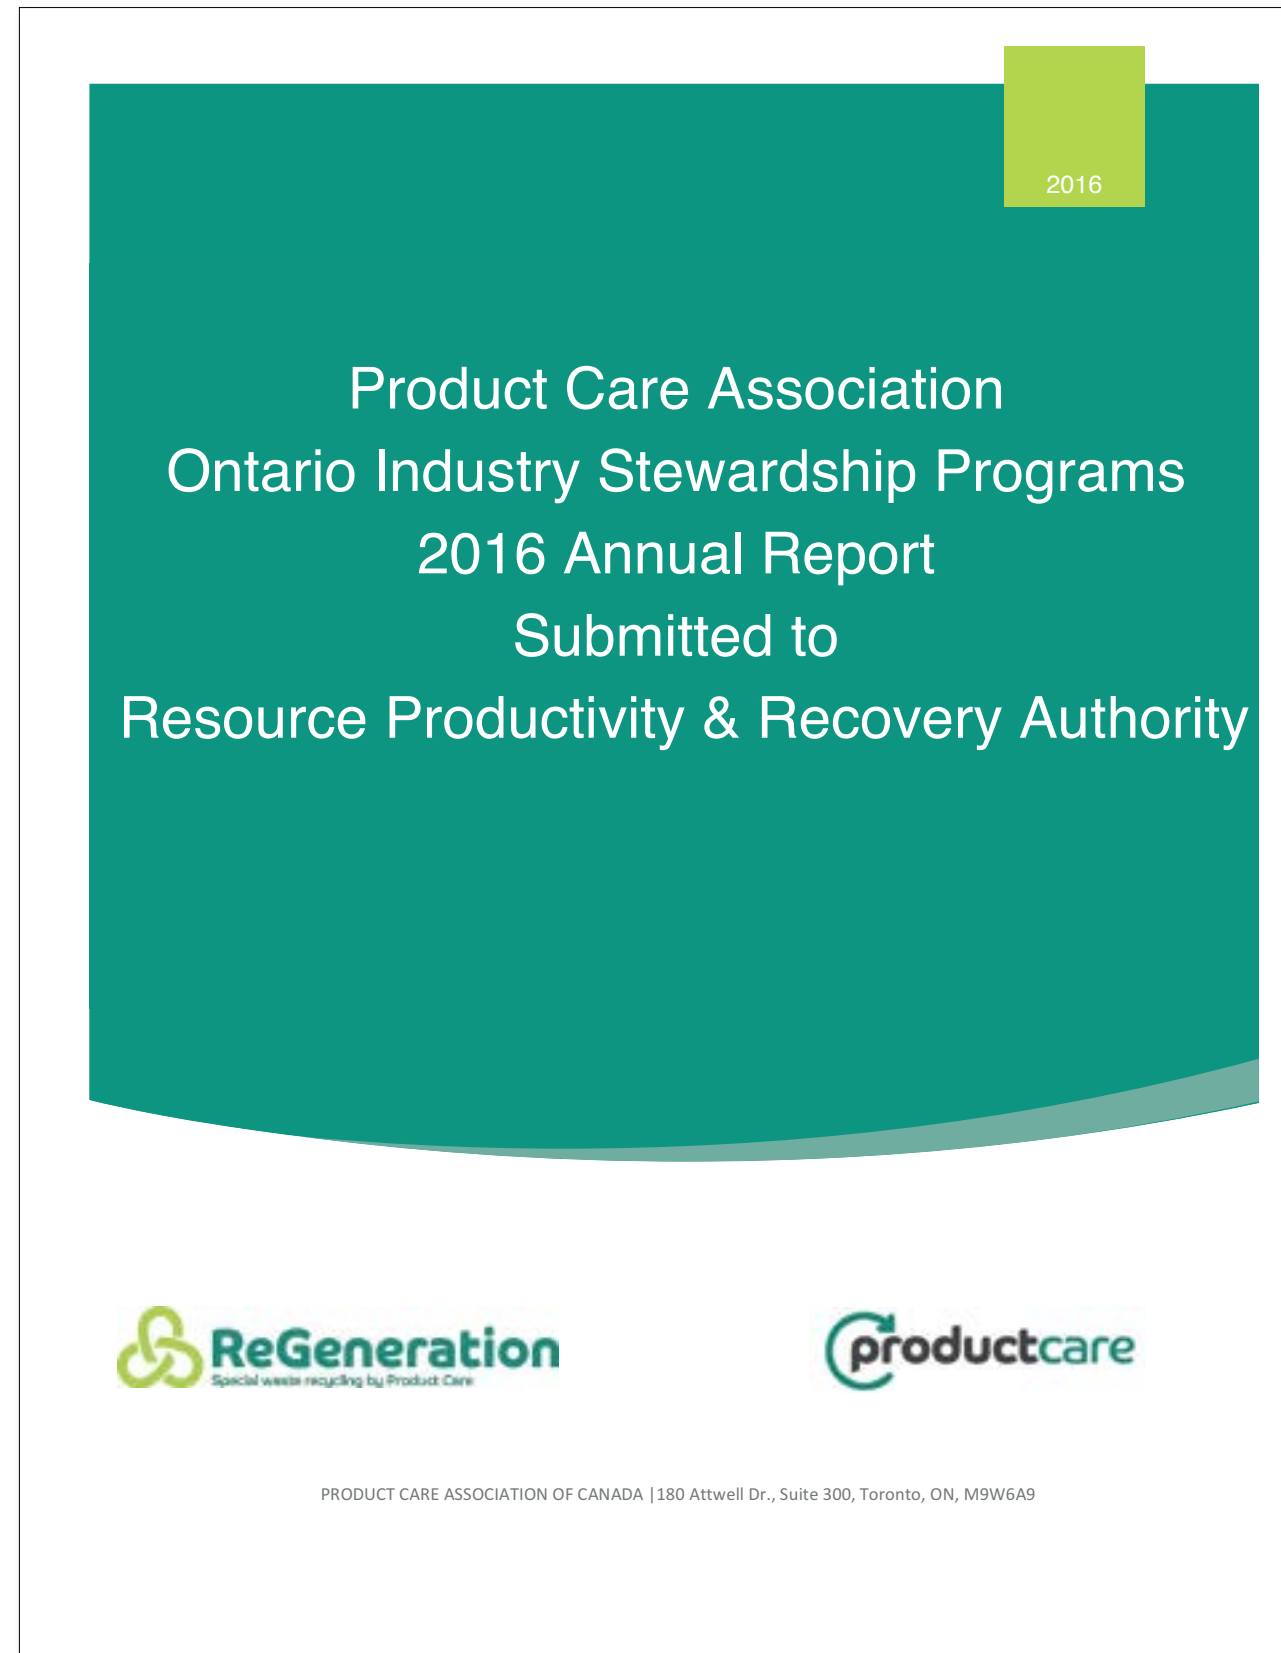 2016
Product Care Association
Ontario Industry Stewardship Programs
2016 Annual Report
Submitted to
Resource Productivity & Recovery Authority
ReGeneration
Special waste recycling by Product Care
productcare
PRODUCT CARE ASSOCIATION OF CANADA |180 Attwell Dr., Suite 300, Toronto, ON, M9W6A9